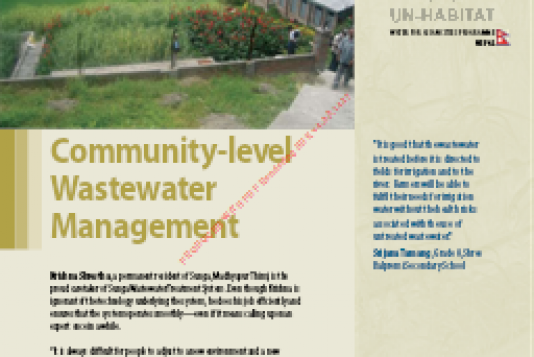 UN-HABITAT
WATER FOR ASIAN CITIES PROGRAMME
NEPAL
Community-level
Wastewater
Management
"It is good that the wastewater
is treated before it is directed to
fields for irrigation and to the
river. Farmers will be able to
fulfil their need for irrigation
water without the health risks
associated with the use of
untreated wastewater"
Srijana Tamang, Grade 8, Shree
Secondary School
Krishna Shrestha, a permanent resident of Sunga, Madhyapur Thimi, is the
proud caretaker of Sunga Wastewater Treatment System. Even though Krishna is
ignorant of the technology underlying the system, he does his job efficiently and
ensures that the system operates smoothly—even if it means calling upon an
expert once in a while.
"It is always difficult for people to adjust to a new environment and a new